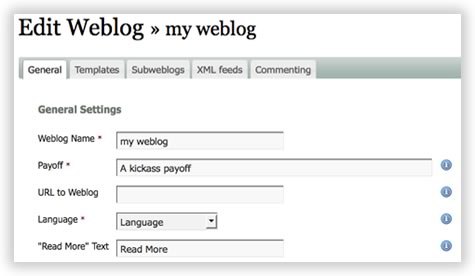 Edit Weblog » my weblog
General Templates Subweblogs XML feeds Commenting
General Settings
Weblog Name * my weblog
Payoff * A kickass payoff
URL to Weblog
Language * Language
"Read More" Text Read More